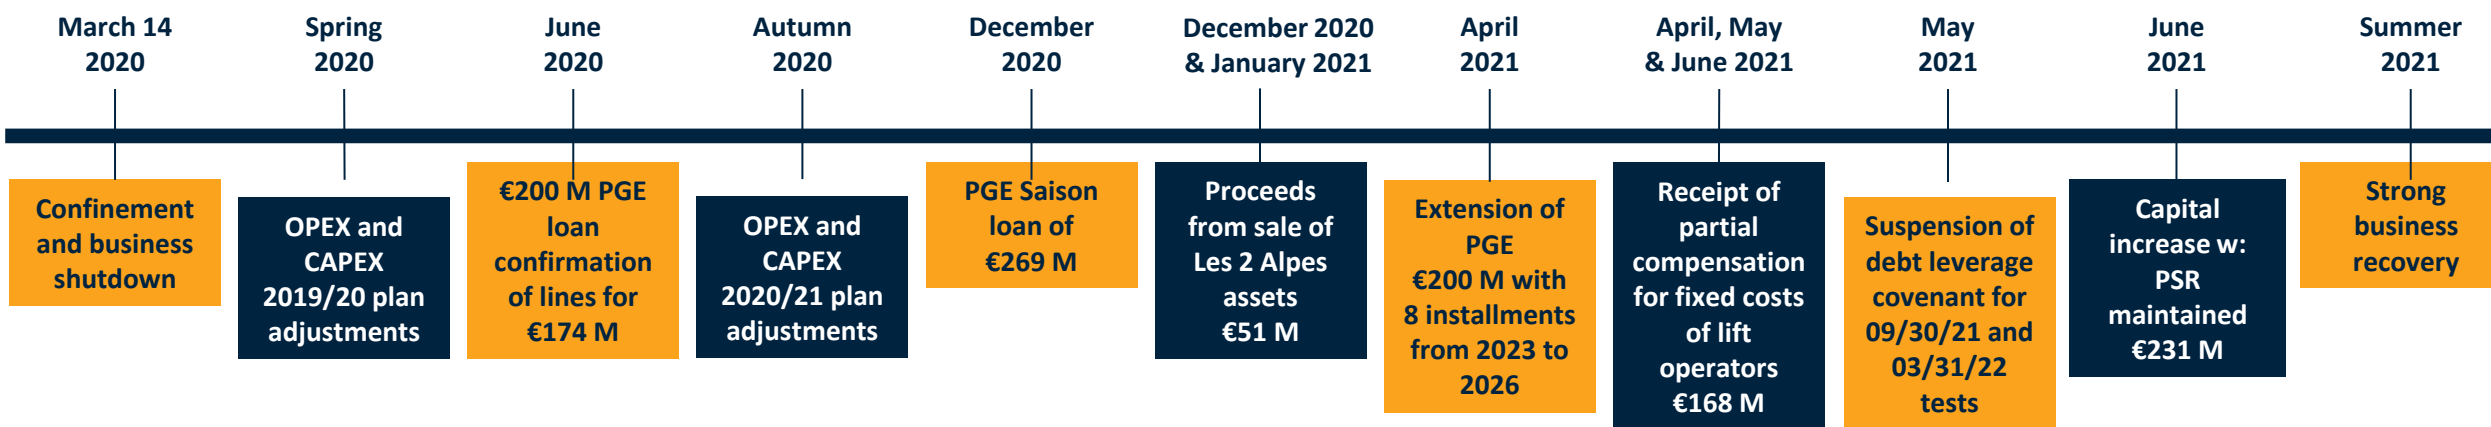 March 14
2020
Spring
2020
June
2020
Autumn
2020
December
2020
December 2020
& January 2021
April
2021
April, May
& June 2021
May
2021
June
2021
Summer
2021
Confinement
and business
shutdown
OPEX and
CAPEX
2019/20 plan
adjustments
€200 M PGE
loan
confirmation
of lines for
€174 M
OPEX and
CAPEX
2020/21 plan
adjustments
PGE Saison
loan of
€269 M
Proceeds
from sale of
Les 2 Alpes
assets
€51 M
Extension of
PGE
€200 M with
8 installments
from 2023 to
2026
Receipt of
partial
compensation
for fixed costs
of lift
operators
€168 M
Suspension of
debt leverage
covenant for
09/30/21 and
03/31/22
tests
Capital
increase w:
PSR
maintained
€231 M
Strong
business
recovery